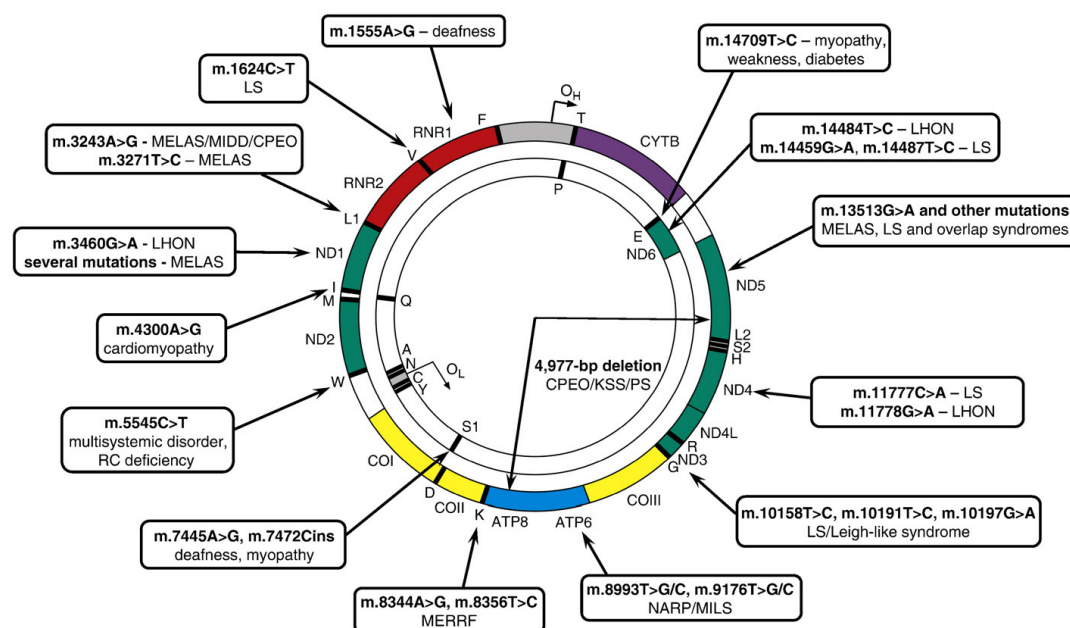 m.1555A>G – deafness
m.14709T>C – myopathy,
weakness, diabetes
m.1624C>T
LS
OH
F
T
RNR1
CYTB
m.14484T>C – LHON
m.14459G>A, m.14487T>C – LS
m.3243A>G - MELAS/MIDD/CPEO
m.3271T>C – MELAS
V
P
RNR2
L1
E
ND6
m.13513G>A and other mutations
MELAS, LS and overlap syndromes
m.3460G>A - LHON
several mutations - MELAS
ND1
ND5
I
M
Q
m.4300A>G
cardiomyopathy
ND2
L2
S2
H
A
N
C
Y
OL
4,977-bp deletion
CPEO/KSS/PS
W
ND4
m.11777C>A – LS
m.11778G>A – LHON
m.5545C>T
multisystemic disorder,
RC deficiency
S1
ND4L
R
ND3
G
COI
D
COII
K
ATP8
ATP6
COIII
m.10158T>C, m.10191T>C, m.10197G>A
LS/Leigh-like syndrome
m.7445A>G, m.7472Cins
deafness, myopathy
m.8344A>G, m.8356T>C
MERRF
m.8993T>G/C, m.9176T>G/C
NARP/MILS